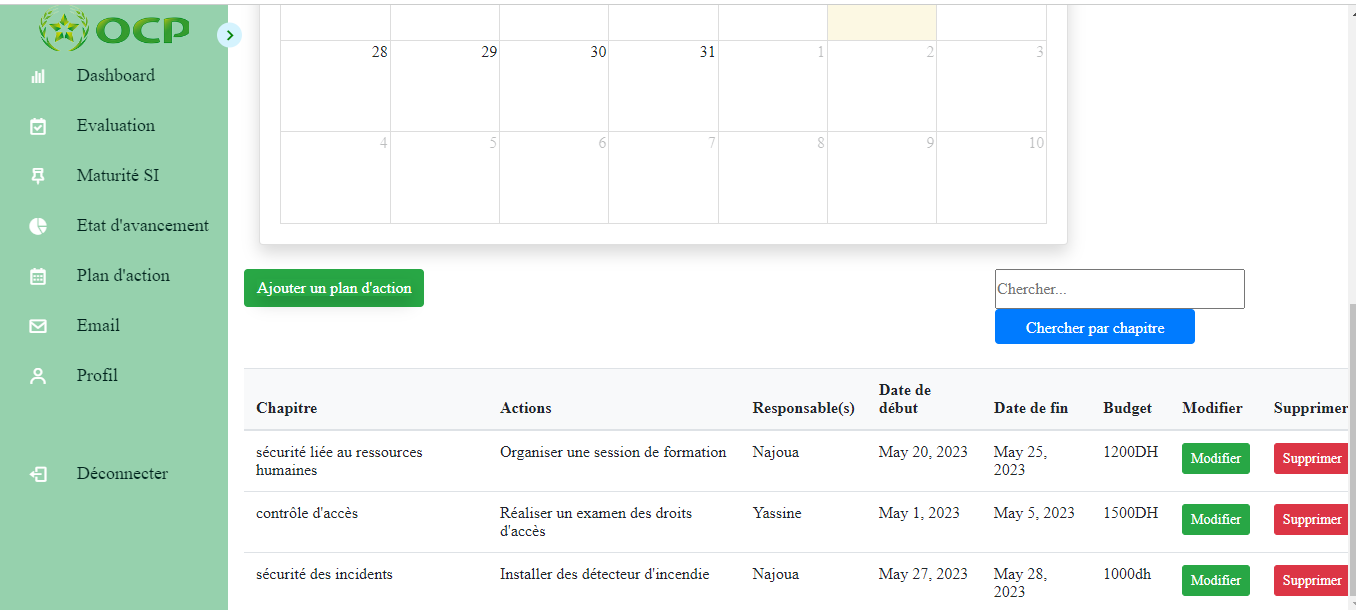 OCP
Dashboard
Evaluation
Maturité SI
Etat d'avancement
Plan d'action
Email
Profil
Déconnecter
28 29 30 31 1 2 3
4 5 6 7 8 9 10
Ajouter un plan d'action
Chercher...
Chercher par chapitre
Chapitre Actions Responsable(s) Date de début Date de fin Budget Modifier Supprimer
sécurité liée au ressources Organiser une session de formation Najoua May 20, 2023 May 25, 1200DH Modifier Supprimer
humaines 2023
contrôle d'accès Réaliser un examen des droits Yassine May 1, 2023 May 5, 2023 1500DH Modifier Supprimer
d'accès
sécurité des incidents Installer des détecteur d'incendie Najoua May 27, 2023 May 28, 1000dh Modifier Supprimer
2023